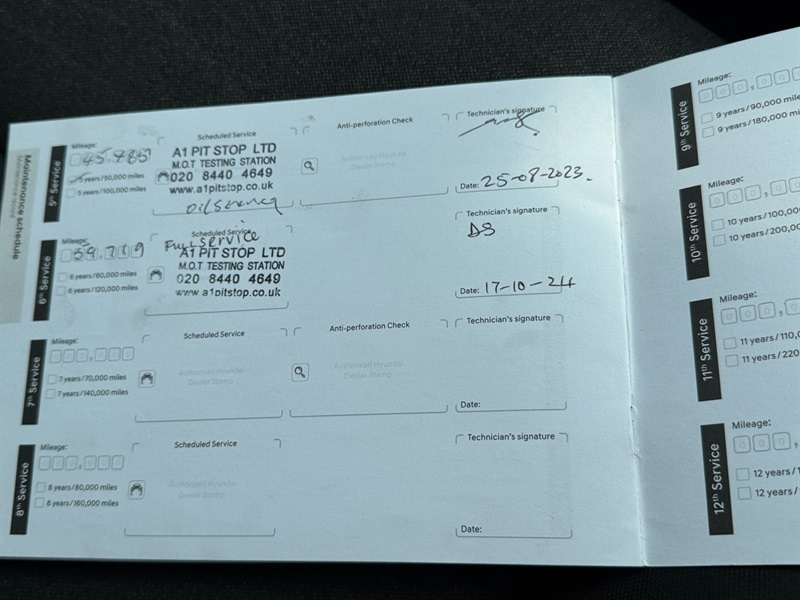 Maintenance schedule
Maintenance record
5th Service
Mileage:
5 years/50,000 miles
5 years/100,000 miles
Scheduled Service
A1 PIT STOP LTD
M.O.T TESTING STATION
020 8440 4649
www.a1pitstop.co.uk
oil service
Anti-perforation Check
Authorised Hyundai
Dealer Stamp
Technician's signature
Date: 25-08-2023.
6th Service
Mileage:
6 years/60,000 miles
6 years/120,000 miles
Scheduled Service
Full service
A1 PIT STOP LTD
M.O.T TESTING STATION
020 8440 4649
www.a1pitstop.co.uk
Technician's signature
DS
Date: 17-10-24
7th Service
Mileage:
7 years/70,000 miles
7 years/140,000 miles
Scheduled Service
Authorised Hyundai
Dealer Stamp
Anti-perforation Check
Authorised Hyundai
Dealer Stamp
Technician's signature
Date:
8th Service
Mileage:
8 years/80,000 miles
8 years/160,000 miles
Scheduled Service
Authorised Hyundai
Dealer Stamp
Technician's signature
Date:
9th Service
Mileage:
9 years/90,000 mile
9 years/180,000 mile
10th Service
Mileage:
10 years/100,00
10 years/200,00
11th Service
Mileage:
11 years/110,0
11 years/220
12th Service
Mileage:
12 years/1
12 years/